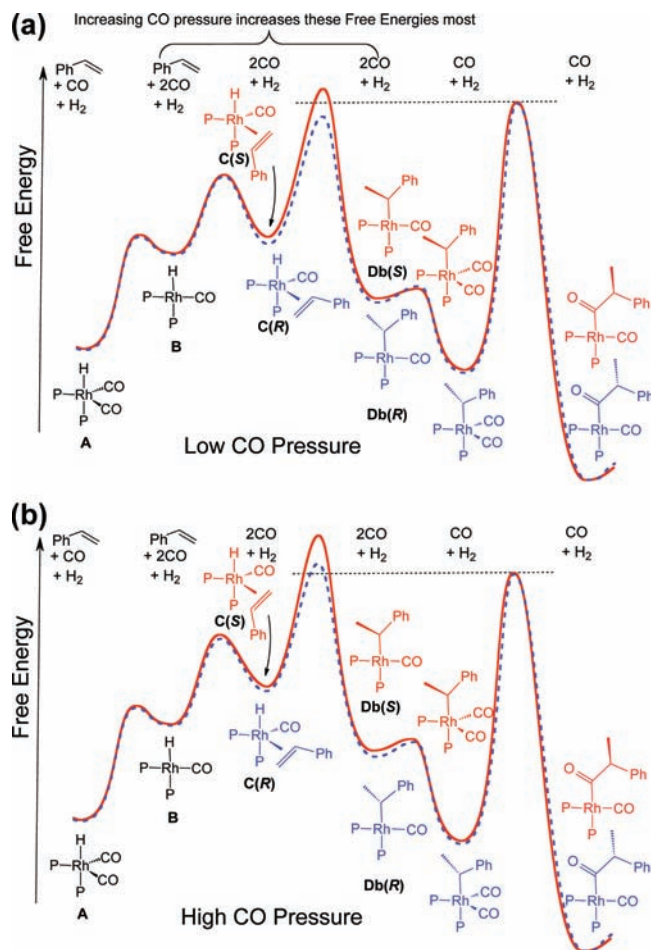 (a)
Increasing CO pressure increases these Free Energies most
Ph
+ CO
+ H2
Ph
+ 2CO
+ H2
2CO
+ H2
2CO
+ H2
CO
+ H2
CO
+ H2
Free Energy
H
P Rh CO
P
Ph
C(S)
H
P Rh CO
P
B
H
P Rh CO
P
Ph
C(R)
Ph
P Rh CO
P
Db(S)
Ph
P Rh CO
CO
P
O
Ph
P Rh CO
P
H
P Rh CO
CO
P
A
Ph
P Rh CO
P
Db(R)
Ph
P Rh CO
CO
P
O
Ph
P Rh CO
P
Low CO Pressure
(b)
Ph
+ CO
+ H2
Ph
+ 2CO
+ H2
2CO
+ H2
2CO
+ H2
CO
+ H2
CO
+ H2
Free Energy
H
P Rh CO
P
Ph
C(S)
H
P Rh CO
P
B
H
P Rh CO
P
Ph
C(R)
Ph
P Rh CO
P
Db(S)
Ph
P Rh CO
CO
P
O
Ph
P Rh CO
P
H
P Rh CO
CO
P
A
Ph
P Rh CO
P
Db(R)
Ph
P Rh CO
CO
P
O
Ph
P Rh CO
P
High CO Pressure